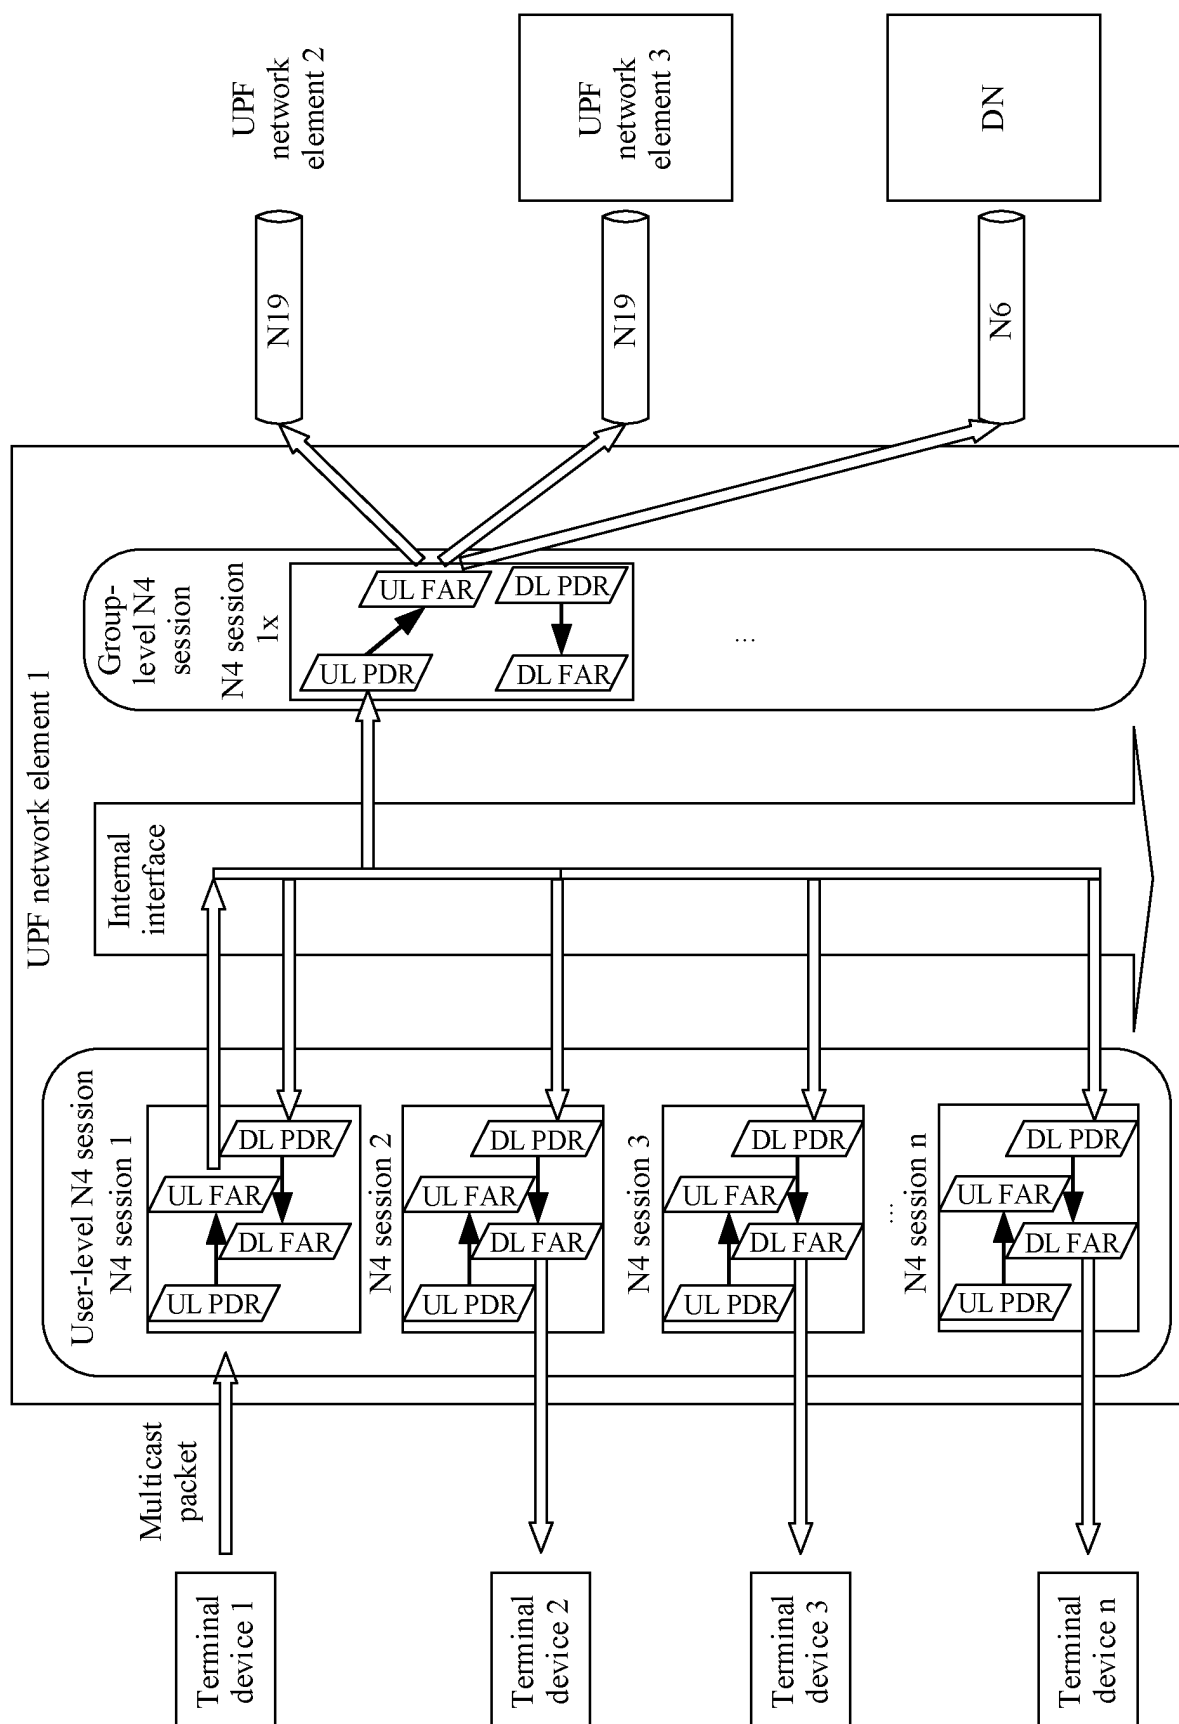 UPF network element 1
User-level N4 session
Internal
interface
Group-
level N4
session
Terminal
device 1
Multicast
packet
N4 session 1
UL PDR
UL FAR
DL FAR
DL PDR
N4 session
1x
UL PDR
UL FAR
DL FAR
DL PDR
...
N19
UPF
network
element 2
Terminal
device 2
N4 session 2
UL PDR
UL FAR
DL FAR
DL PDR
N19
UPF
network
element 3
Terminal
device 3
N4 session 3
UL PDR
UL FAR
DL FAR
DL PDR
N6
DN
...
Terminal
device n
N4 session n
UL PDR
UL FAR
DL FAR
DL PDR